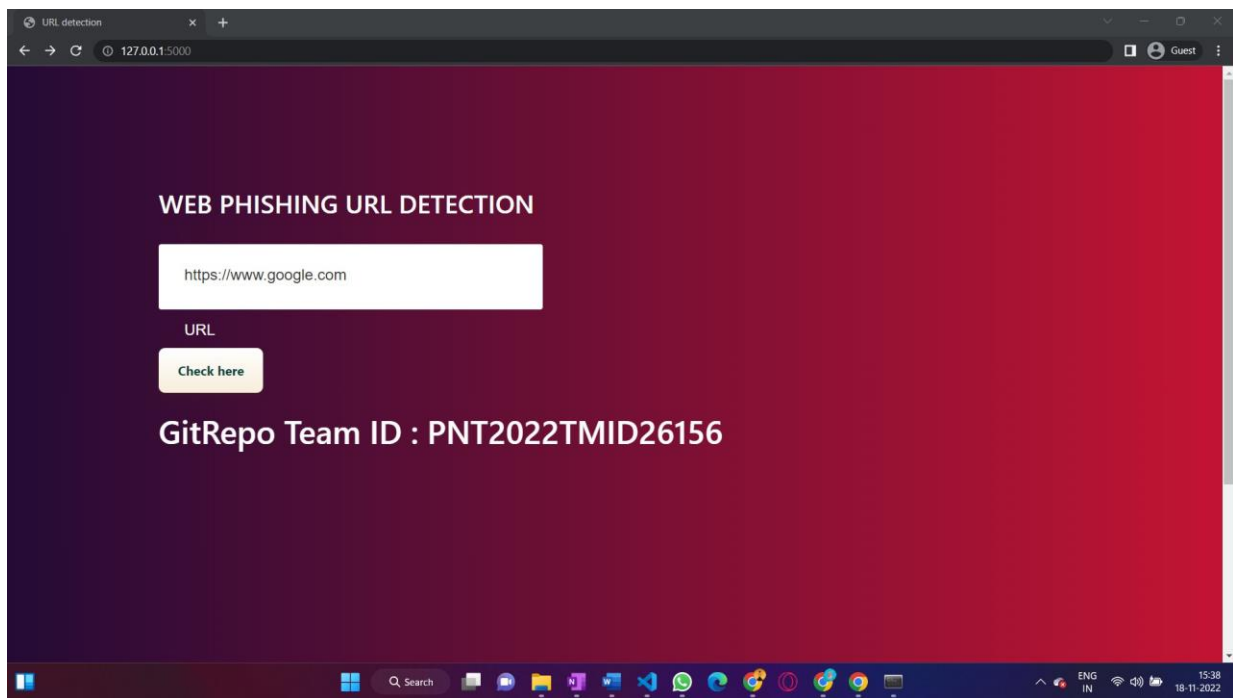 URL detection
127.0.0.1:5000
Guest
WEB PHISHING URL DETECTION
https://www.google.com
URL
Check here
GitRepo Team ID : PNT2022TMID26156
Search
ENG
IN
15:38
18-11-2022